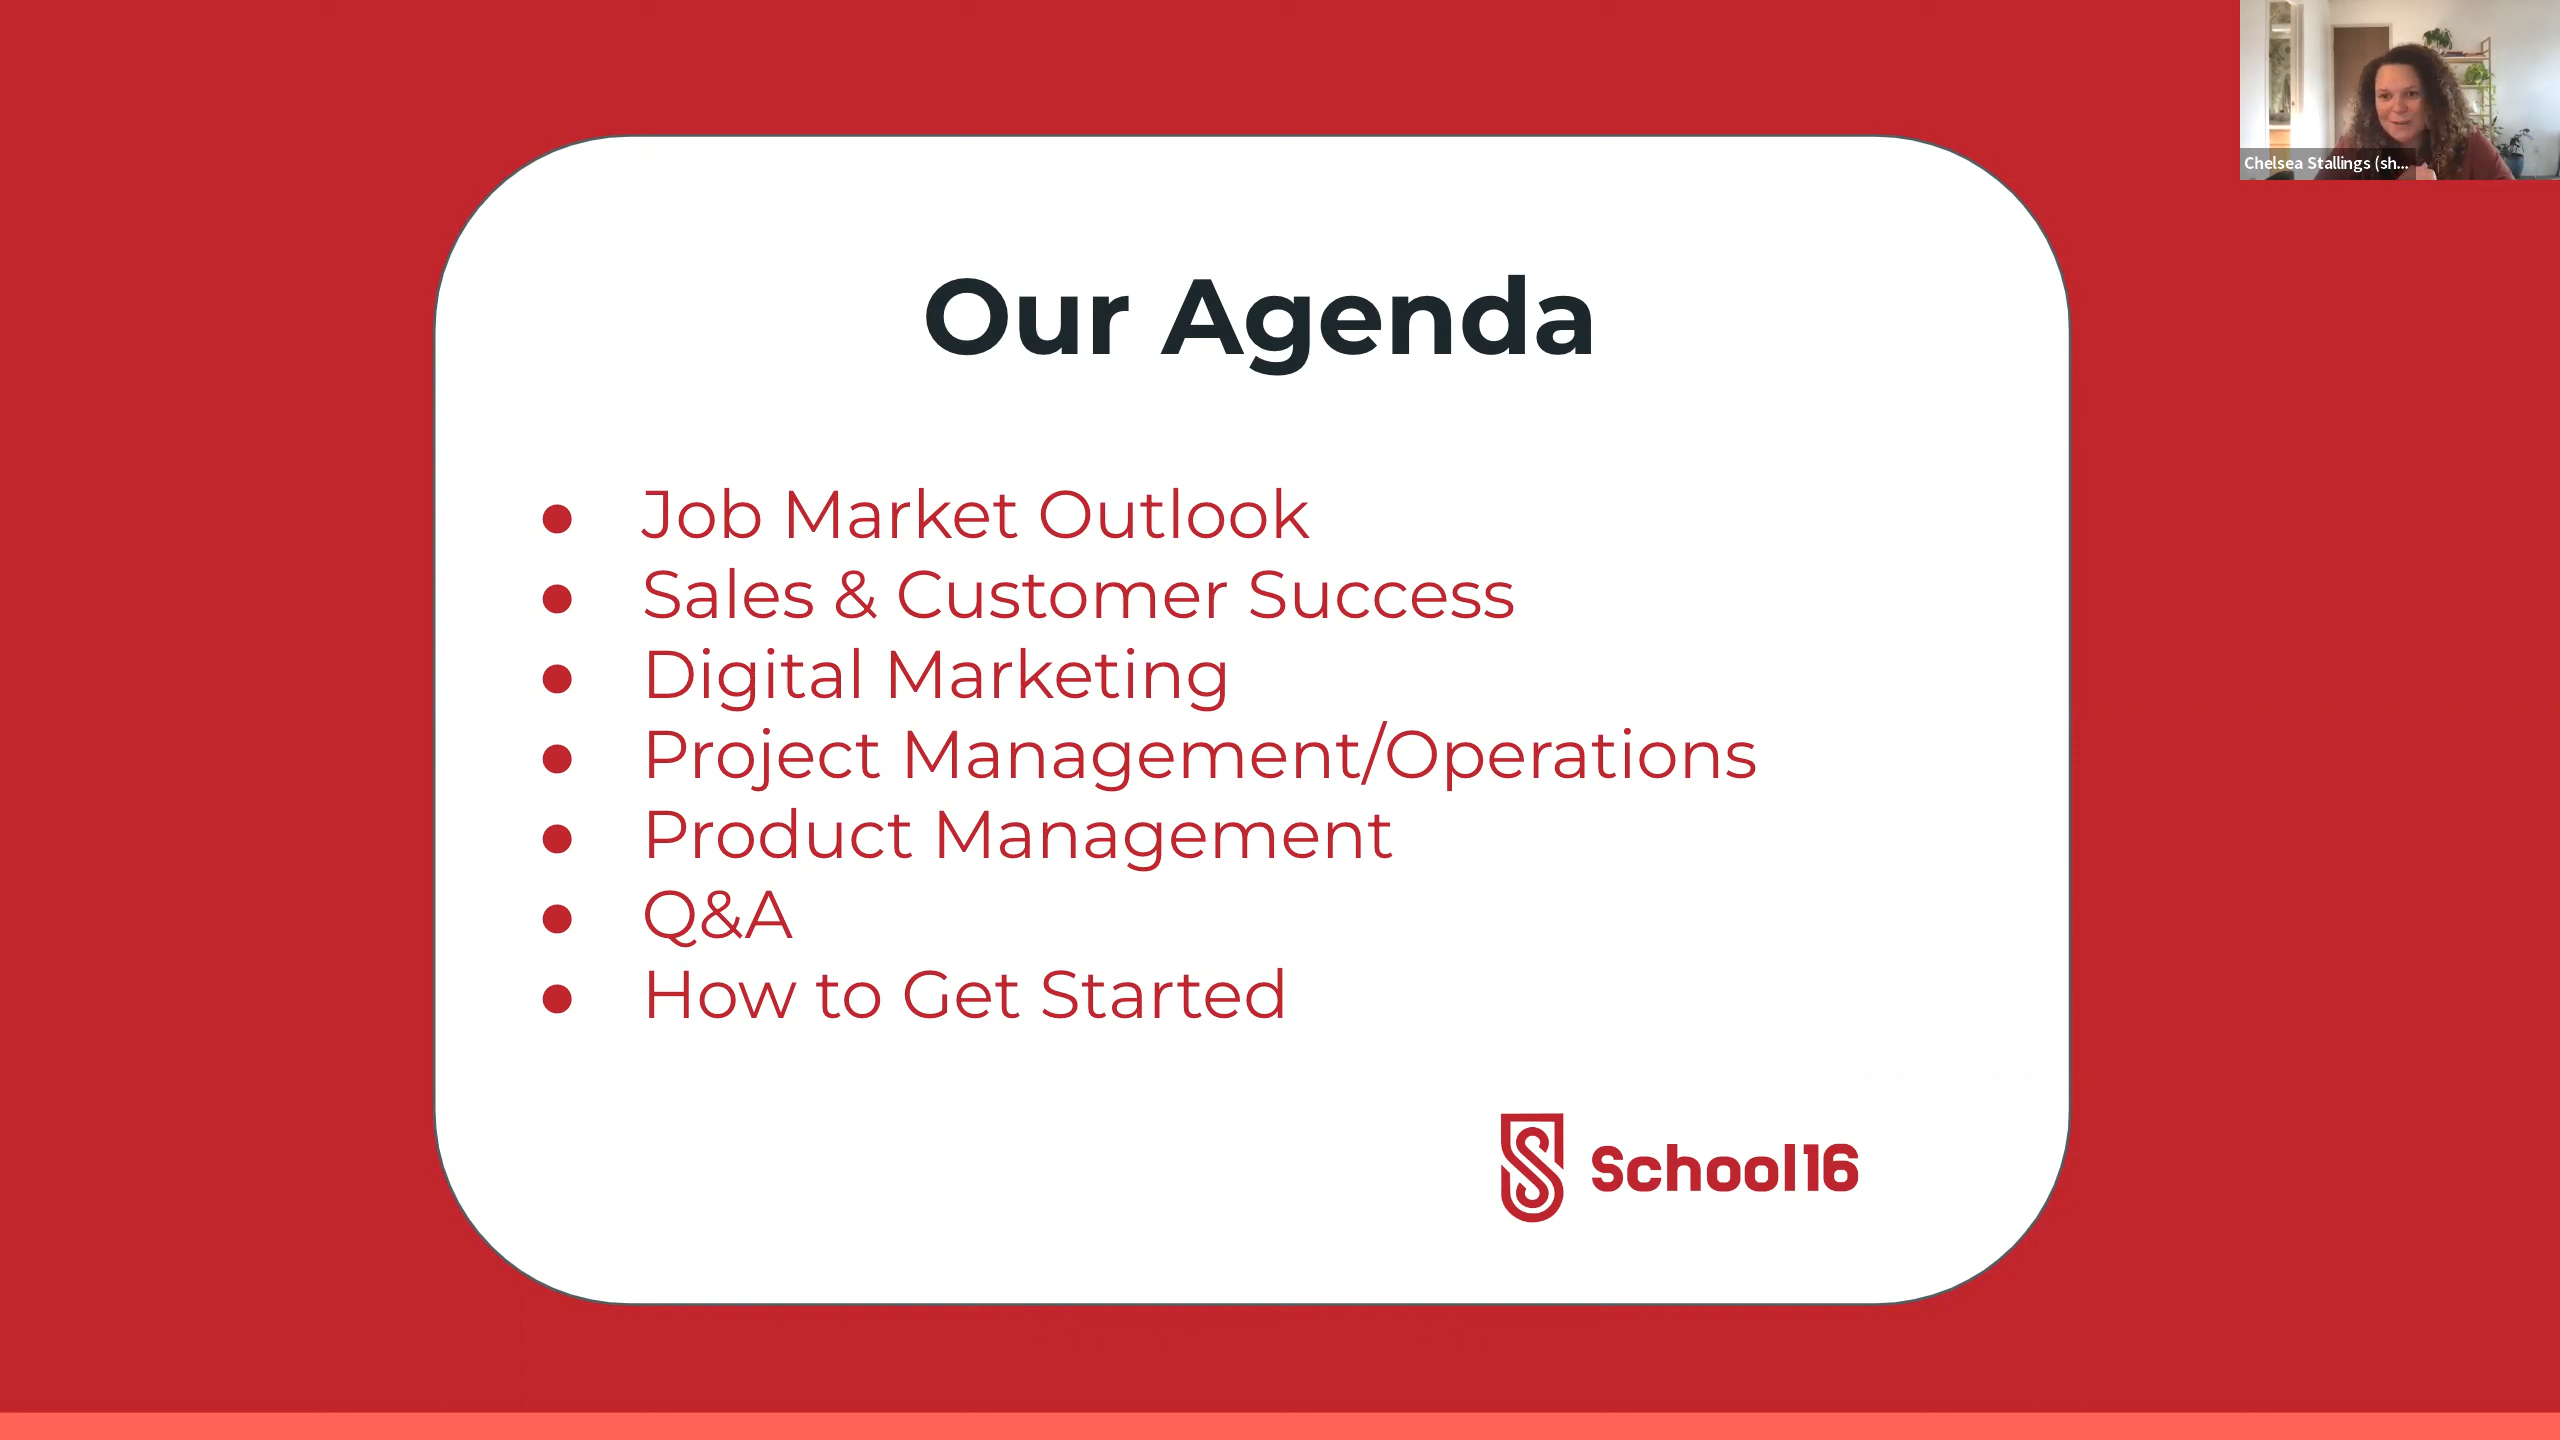 Chelsea Stallings (sh...
Our Agenda
● Job Market Outlook
● Sales & Customer Success
● Digital Marketing
● Project Management/Operations
● Product Management
● Q&A
● How to Get Started
School16